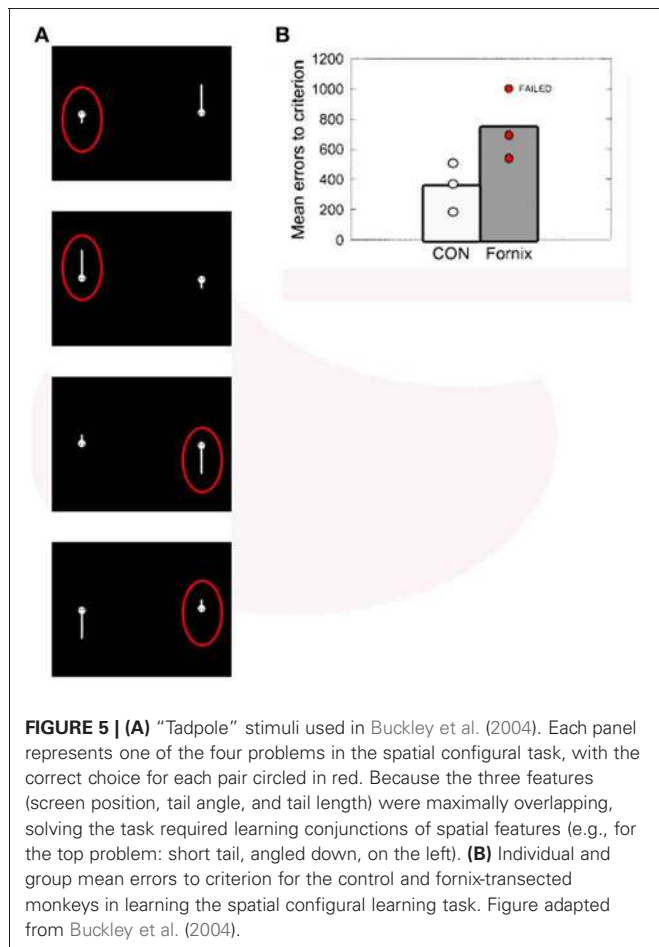 A
B
1200
1000
800
600
400
200
0
Mean errors to criterion
FAILED
CON Fornix
FIGURE 5 | (A) "Tadpole" stimuli used in Buckley et al. (2004). Each panel
represents one of the four problems in the spatial configural task, with the
correct choice for each pair circled in red. Because the three features
(screen position, tail angle, and tail length) were maximally overlapping,
solving the task required learning conjunctions of spatial features (e.g., for
the top problem: short tail, angled down, on the left). (B) Individual and
group mean errors to criterion for the control and fornix-transected
monkeys in learning the spatial configural learning task. Figure adapted
from Buckley et al. (2004).